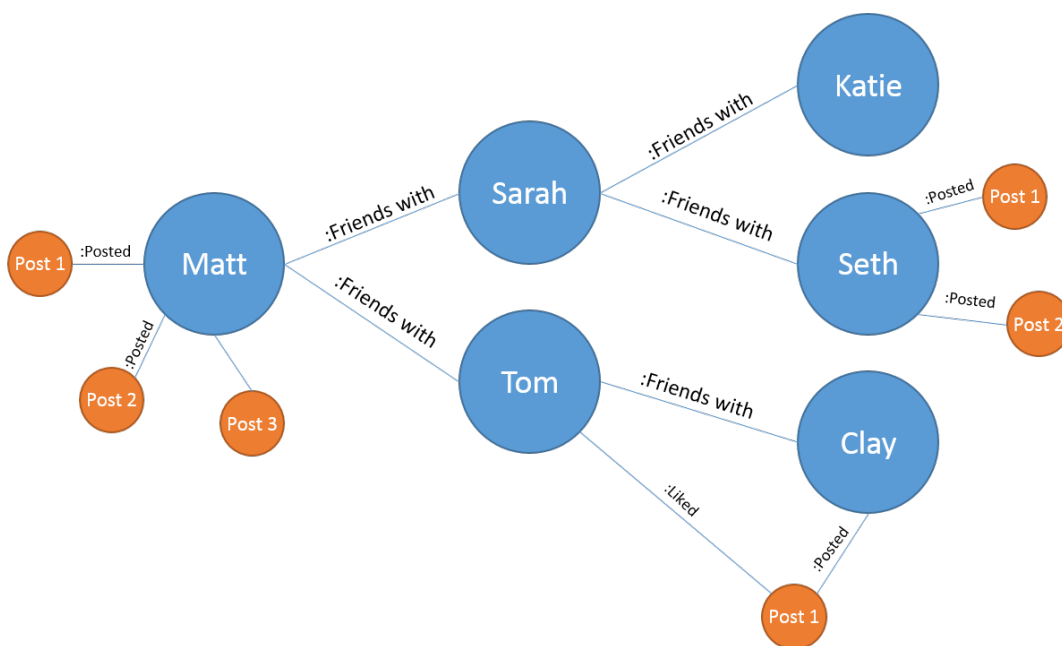 Katie
:Friends with
Sarah
:Friends with
:Friends with
:Posted
Post 1
Seth
:Posted
Post 2
Post 1
:Posted
Matt
:Posted
Post 2
Post 3
:Friends with
Tom
:Friends with
Clay
:Liked
:Posted
Post 1